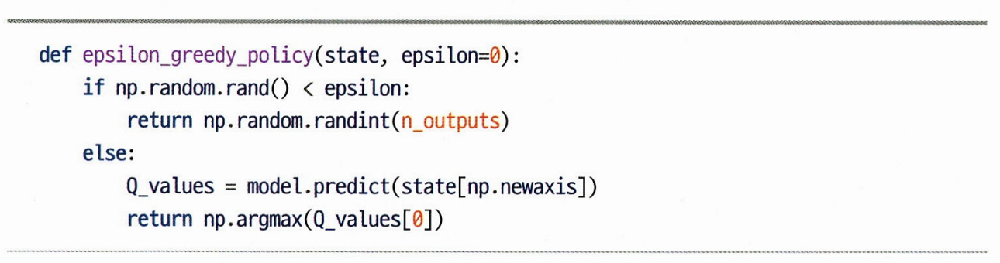 def epsilon_greedy_policy(state, epsilon=0):
    if np.random.rand() < epsilon:
        return np.random.randint(n_outputs)
    else:
        Q_values = model.predict(state[np.newaxis])
        return np.argmax(Q_values[0])